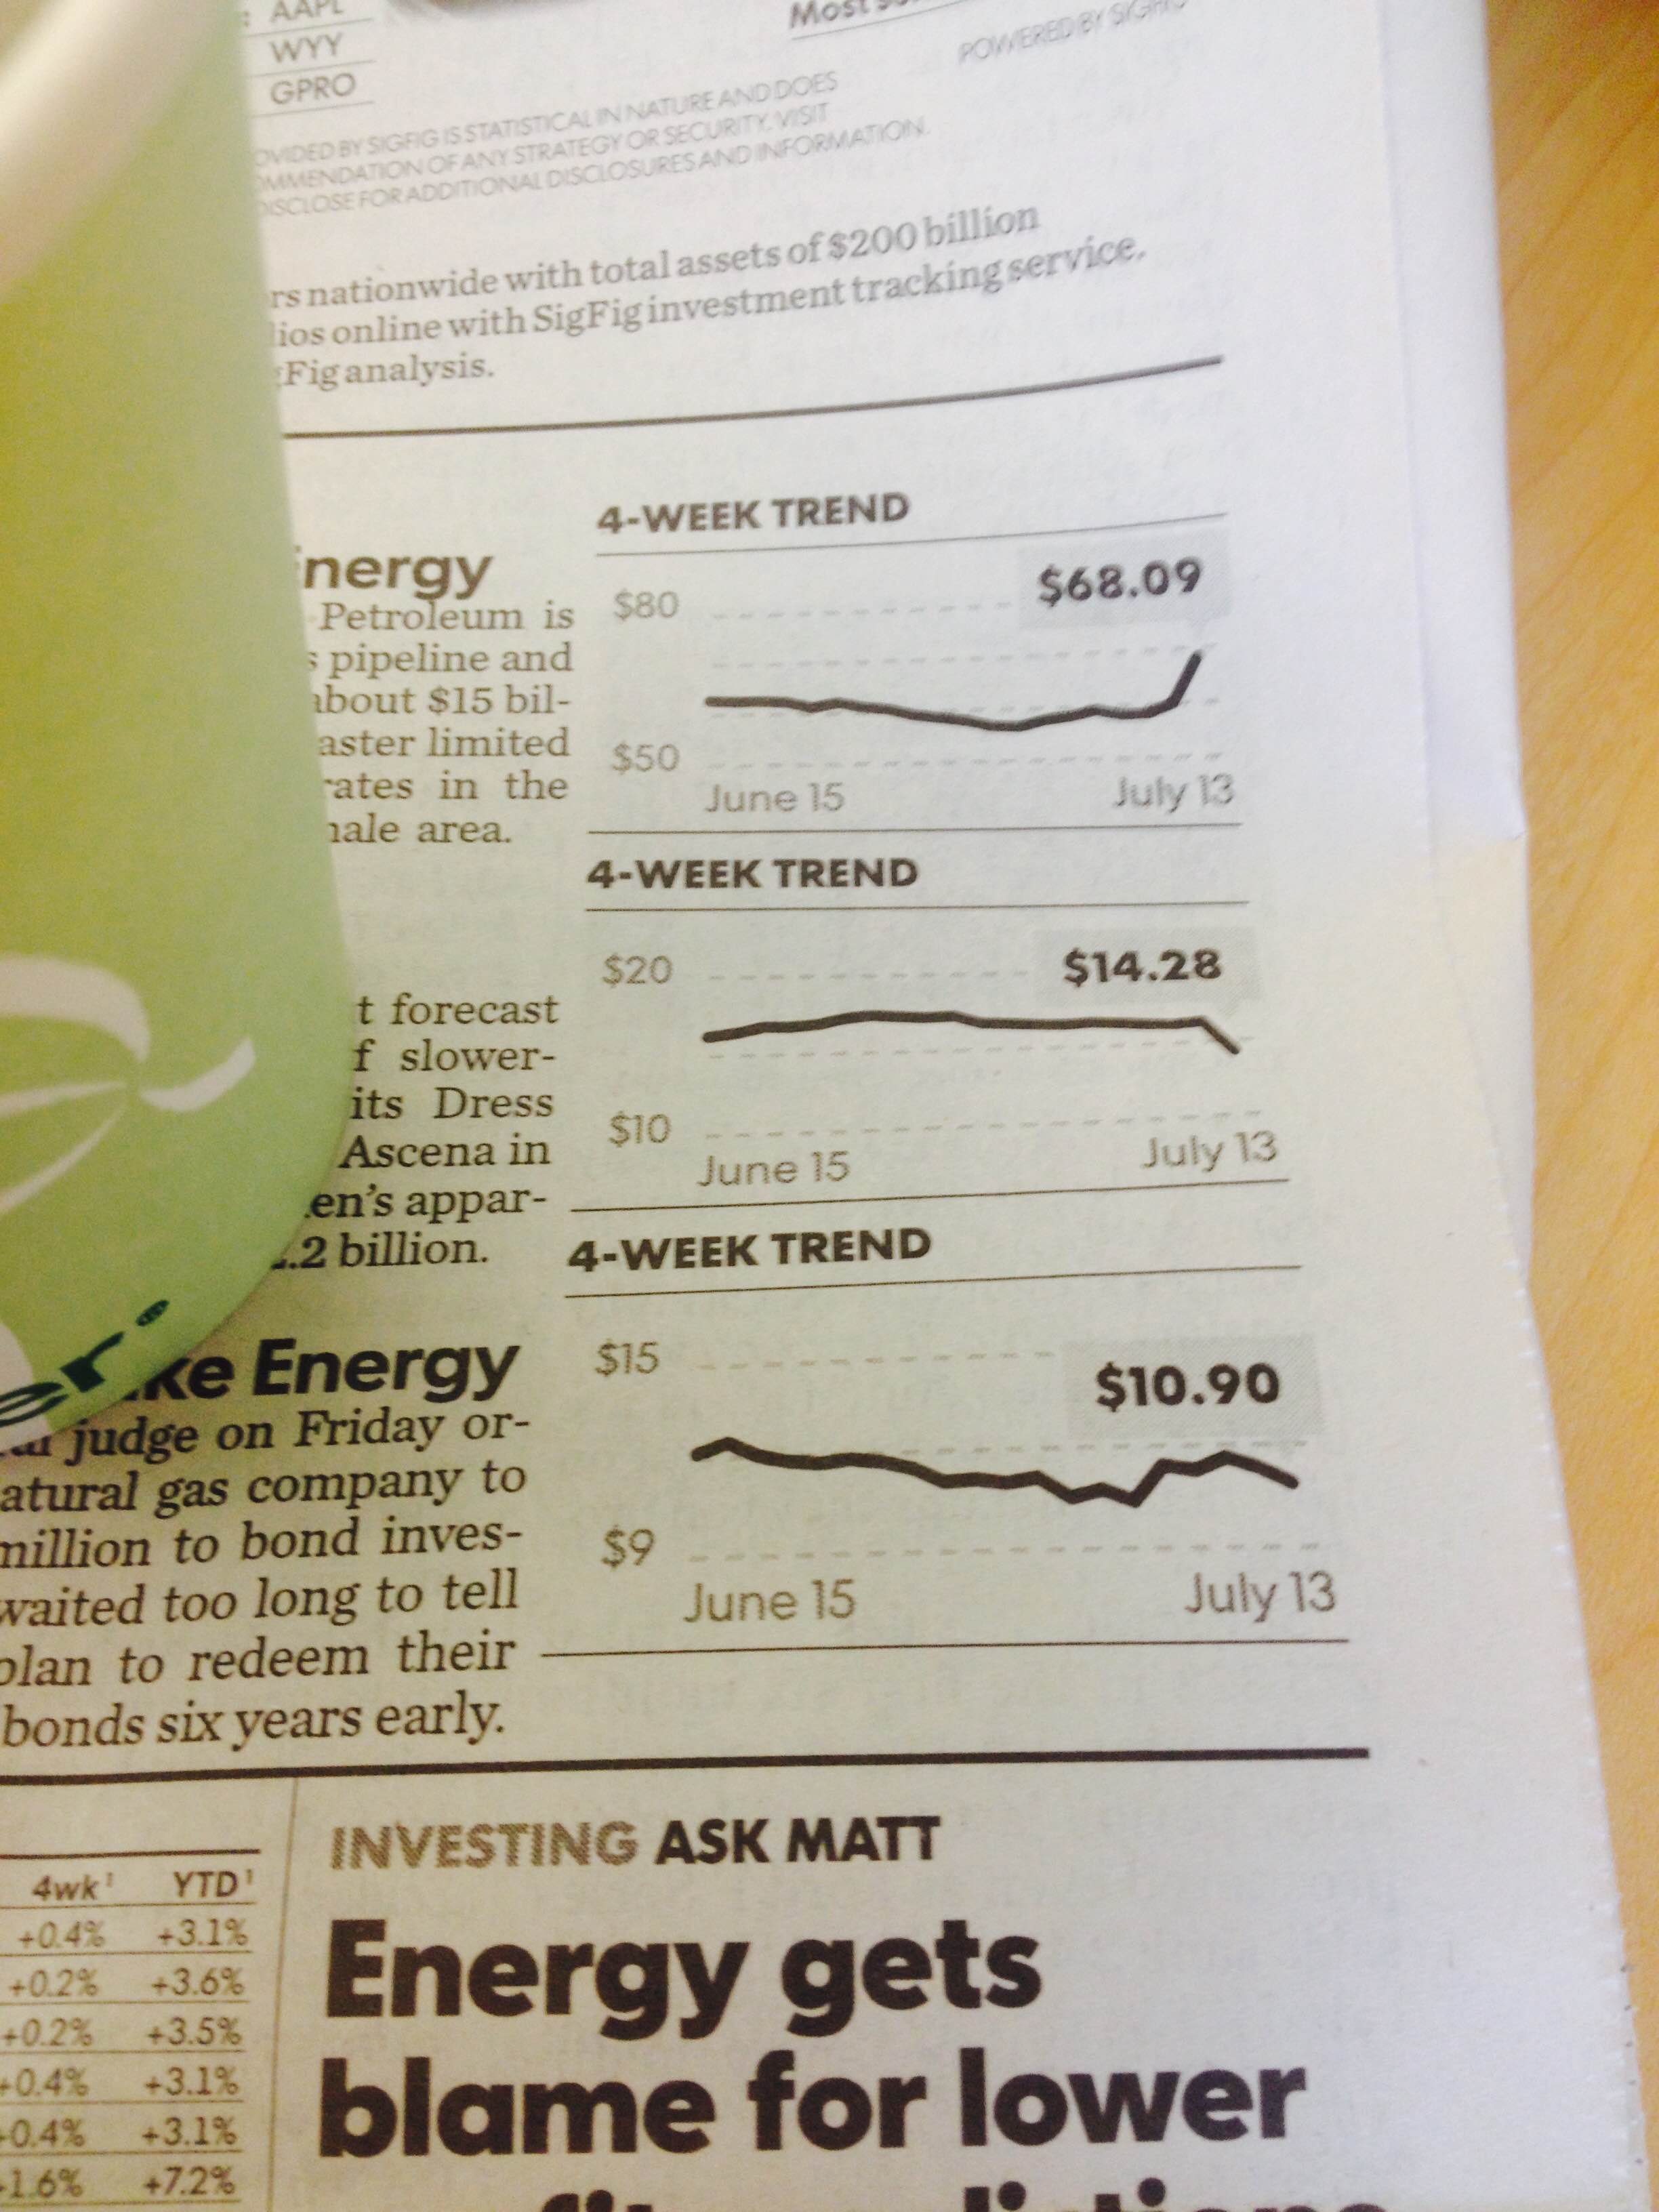 AAPL
WYY
GPRO
Most
POWERED BY SIGFIG
OVIDED BY SIGFIG IS STATISTICAL IN NATURE AND DOES
OMMENDATION OF ANY STRATEGY OR SECURITY. VISIT
DISCLOSE FOR ADDITIONAL DISCLOSURES AND INFORMATION.
rs nationwide with total assets of $200 billion
lios online with SigFig investment tracking service.
Fig analysis.
nergy
Petroleum is
s pipeline and
about $15 bil-
aster limited
rates in the
hale area.
4-WEEK TREND
$80
$68.09
$50
June 15
July 13
t forecast
f slower-
its Dress
Ascena in
en's appar-
.2 billion.
4-WEEK TREND
$20
$14.28
$10
June 15
July 13
ke Energy
judge on Friday or-
atural gas company to
million to bond inves-
waited too long to tell
plan to redeem their
bonds six years early.
4-WEEK TREND
$15
$10.90
$9
June 15
July 13
er.
4wk¹ YTD¹
+0.4% +3.1%
+0.2% +3.6%
+0.2% +3.5%
+0.4% +3.1%
+0.4% +3.1%
+1.6% +7.2%
INVESTING ASK MATT
Energy gets
blame for lower